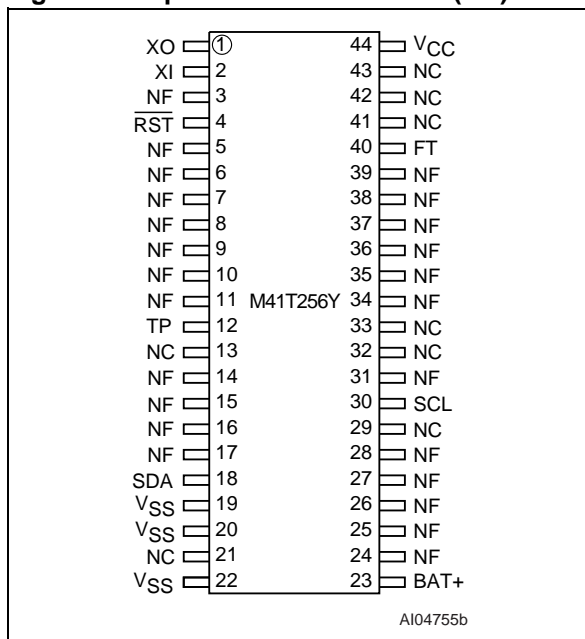 XO 1 44 VCC
XI 2 43 NC
NF 3 42 NC
RST 4 41 NC
NF 5 40 FT
NF 6 39 NF
NF 7 38 NF
NF 8 37 NF
NF 9 36 NF
NF 10 35 NF
NF 11 M41T256Y 34 NF
TP 12 33 NC
NC 13 32 NC
NF 14 31 NF
NF 15 30 SCL
NF 16 29 NC
NF 17 28 NF
SDA 18 27 NF
VSS 19 26 NF
VSS 20 25 NF
NC 21 24 NF
VSS 22 23 BAT+
AI04755b